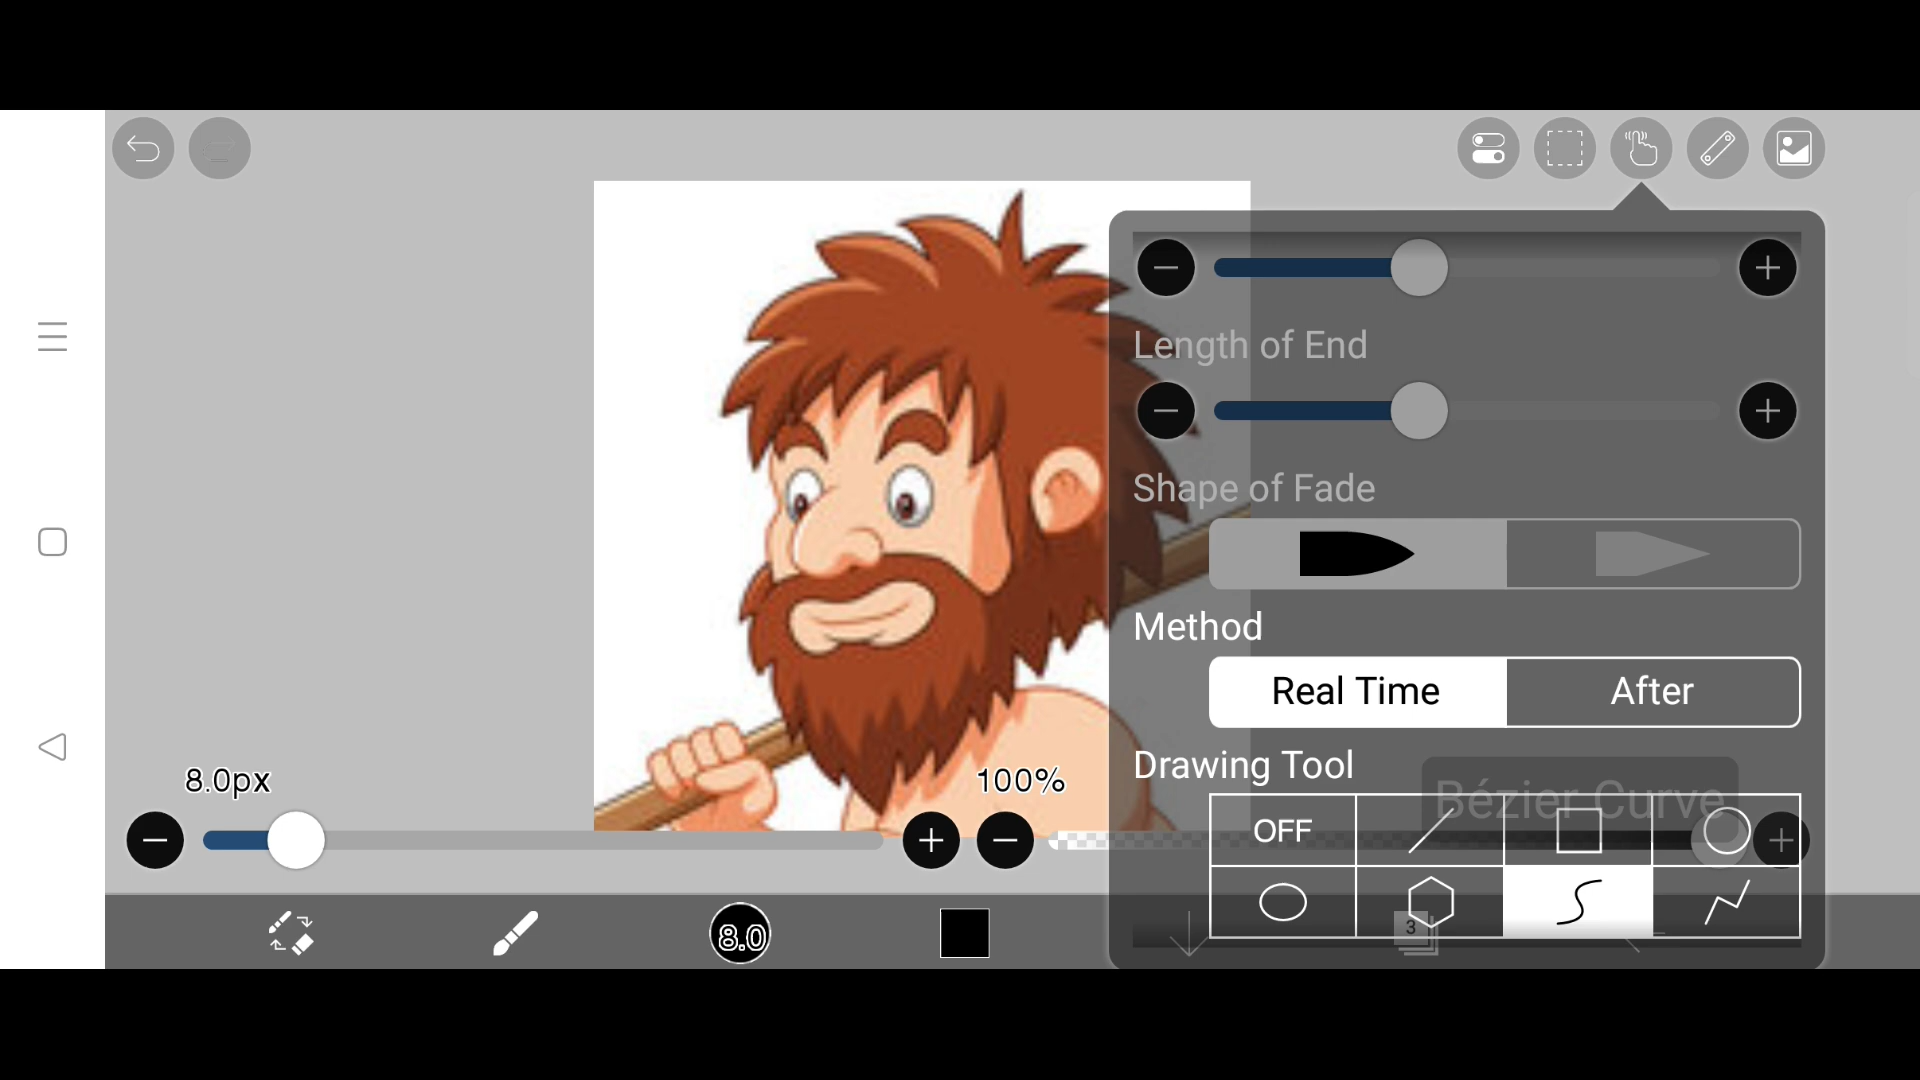 Length of End
Shape of Fade
Method
Real Time
After
Drawing Tool
Bézier Curve
OFF
8.0px
100%
8.0
3